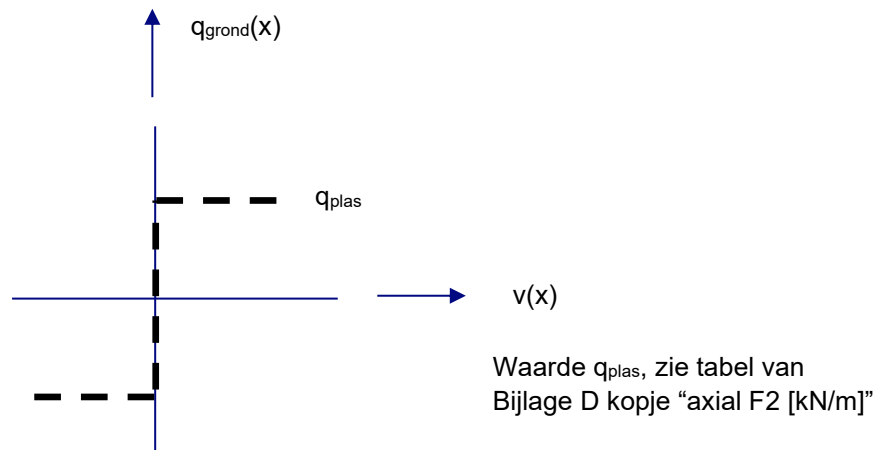 qgrond(x)
qplas
v(x)
Waarde qplas, zie tabel van
Bijlage D kopje “axial F2 [kN/m]”